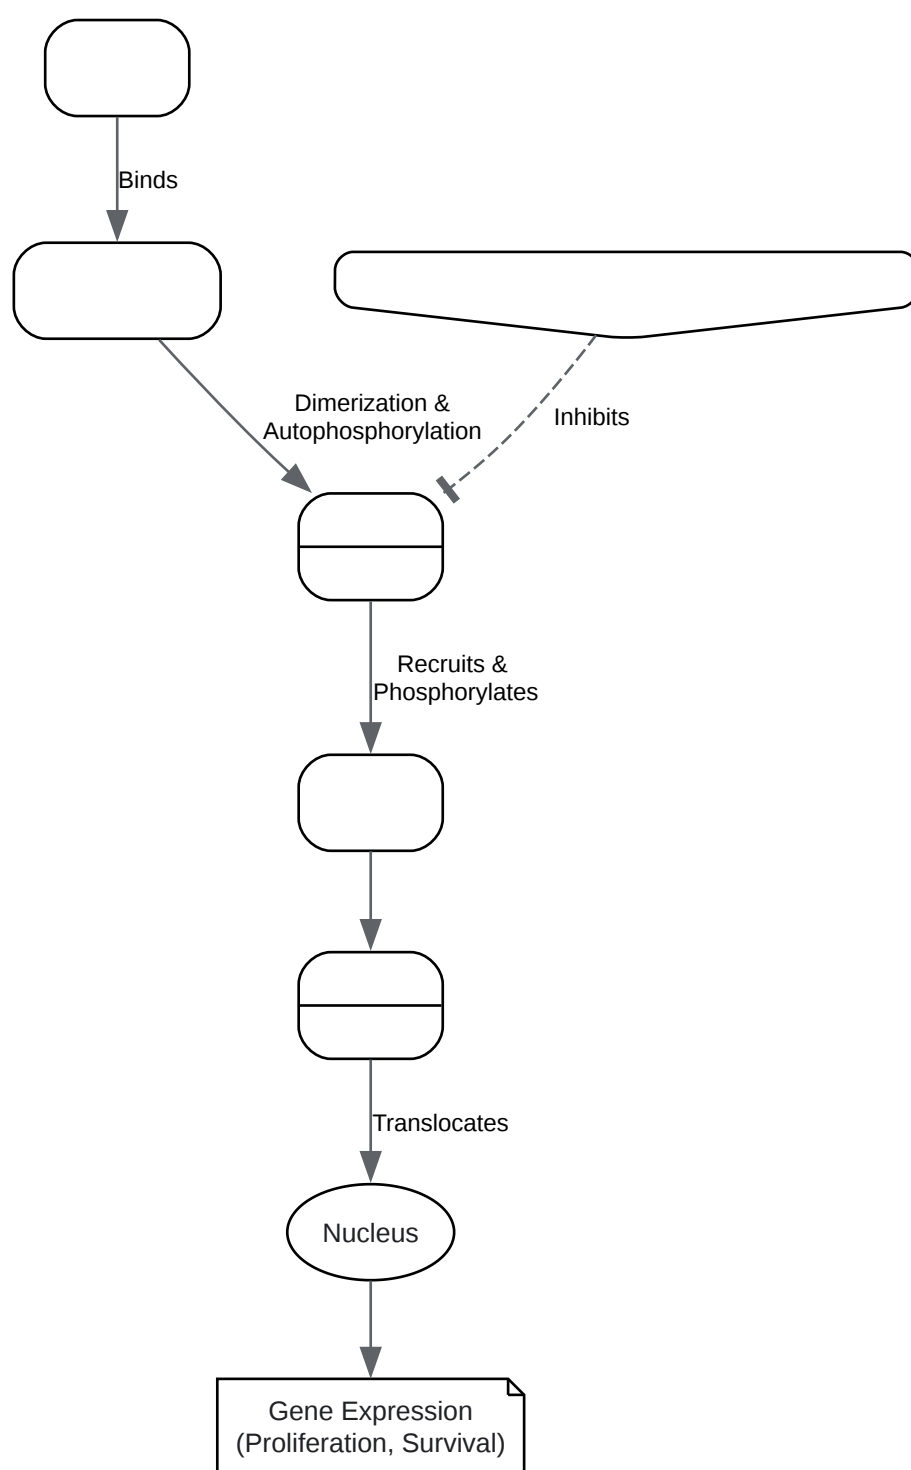 Binds
Dimerization &
Autophosphorylation
Inhibits
Recruits &
Phosphorylates
Translocates
Nucleus
Gene Expression
(Proliferation, Survival)